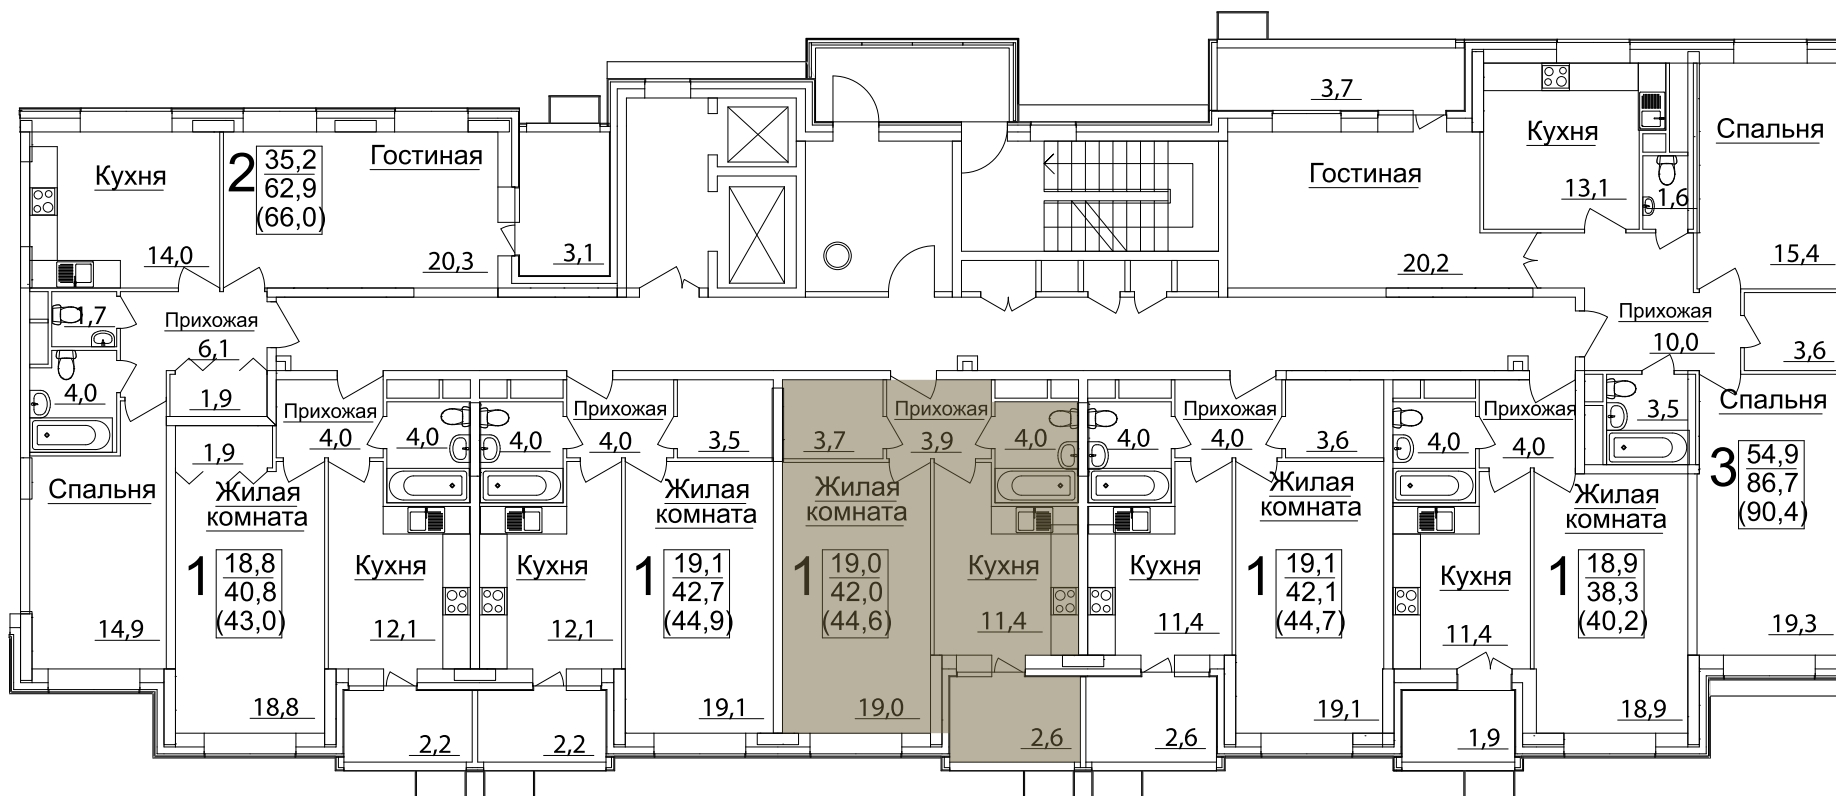 3,7
Кухня
13,1
1,6
Спальня
15,4
Гостиная
20,2
2
35,2
62,9
(66,0)
Гостиная
20,3
Кухня
14,0
3,1
1,7
Прихожая
6,1
4,0
1,9
Прихожая
10,0
3,6
Спальня
14,9
1,9
Жилая
комната
1
18,8
40,8
(43,0)
18,8
Прихожая
4,0
4,0
Кухня
12,1
2,2
4,0
Прихожая
4,0
3,5
Кухня
12,1
2,2
Жилая
комната
1
19,1
42,7
(44,9)
19,1
3,7
Прихожая
3,9
4,0
Жилая
комната
1
19,0
42,0
(44,6)
19,0
Кухня
11,4
2,6
4,0
Прихожая
4,0
3,6
Кухня
11,4
2,6
Жилая
комната
1
19,1
42,1
(44,7)
19,1
4,0
Прихожая
4,0
Кухня
11,4
1,9
Жилая
комната
1
18,9
38,3
(40,2)
18,9
3,5
Спальня
3
54,9
86,7
(90,4)
19,3